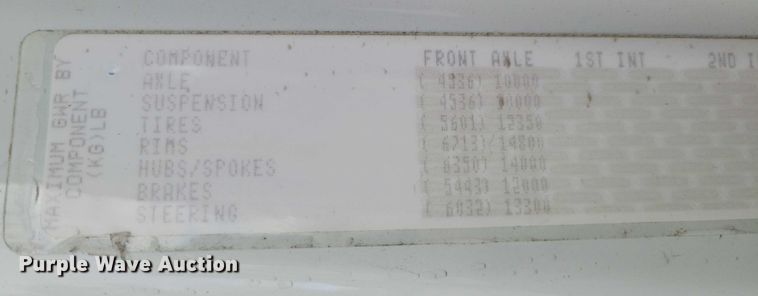 MAXIMUM GWR BY
COMPONENT
(KG)LB
COMPONENT FRONT AXLE 1ST INT 2ND I
AXLE ( 4536) 10000
SUSPENSION ( 4536) 10000
TIRES ( 5601) 12350
RIMS ( 6713) 14800
HUBS/SPOKES ( 6350) 14000
BRAKES ( 5443) 12000
STEERING ( 6032) 13300
Purple Wave Auction